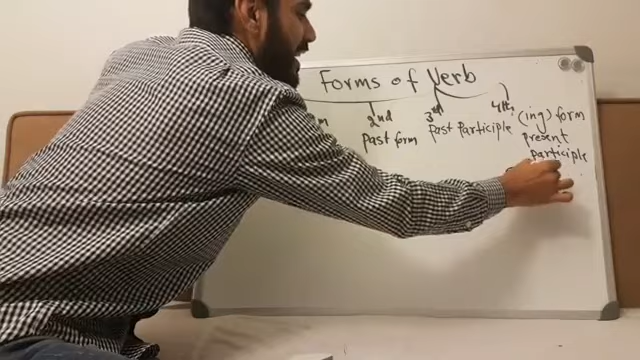 Forms of Verb
2nd
Past form
3rd
Past Participle
4th
(ing) form
present
participle